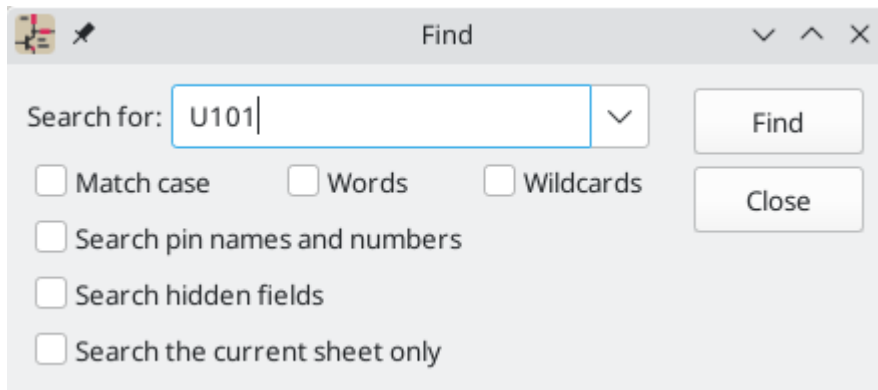 Find
Search for: U101 Find
Match case Words Wildcards
Close
Search pin names and numbers
Search hidden fields
Search the current sheet only